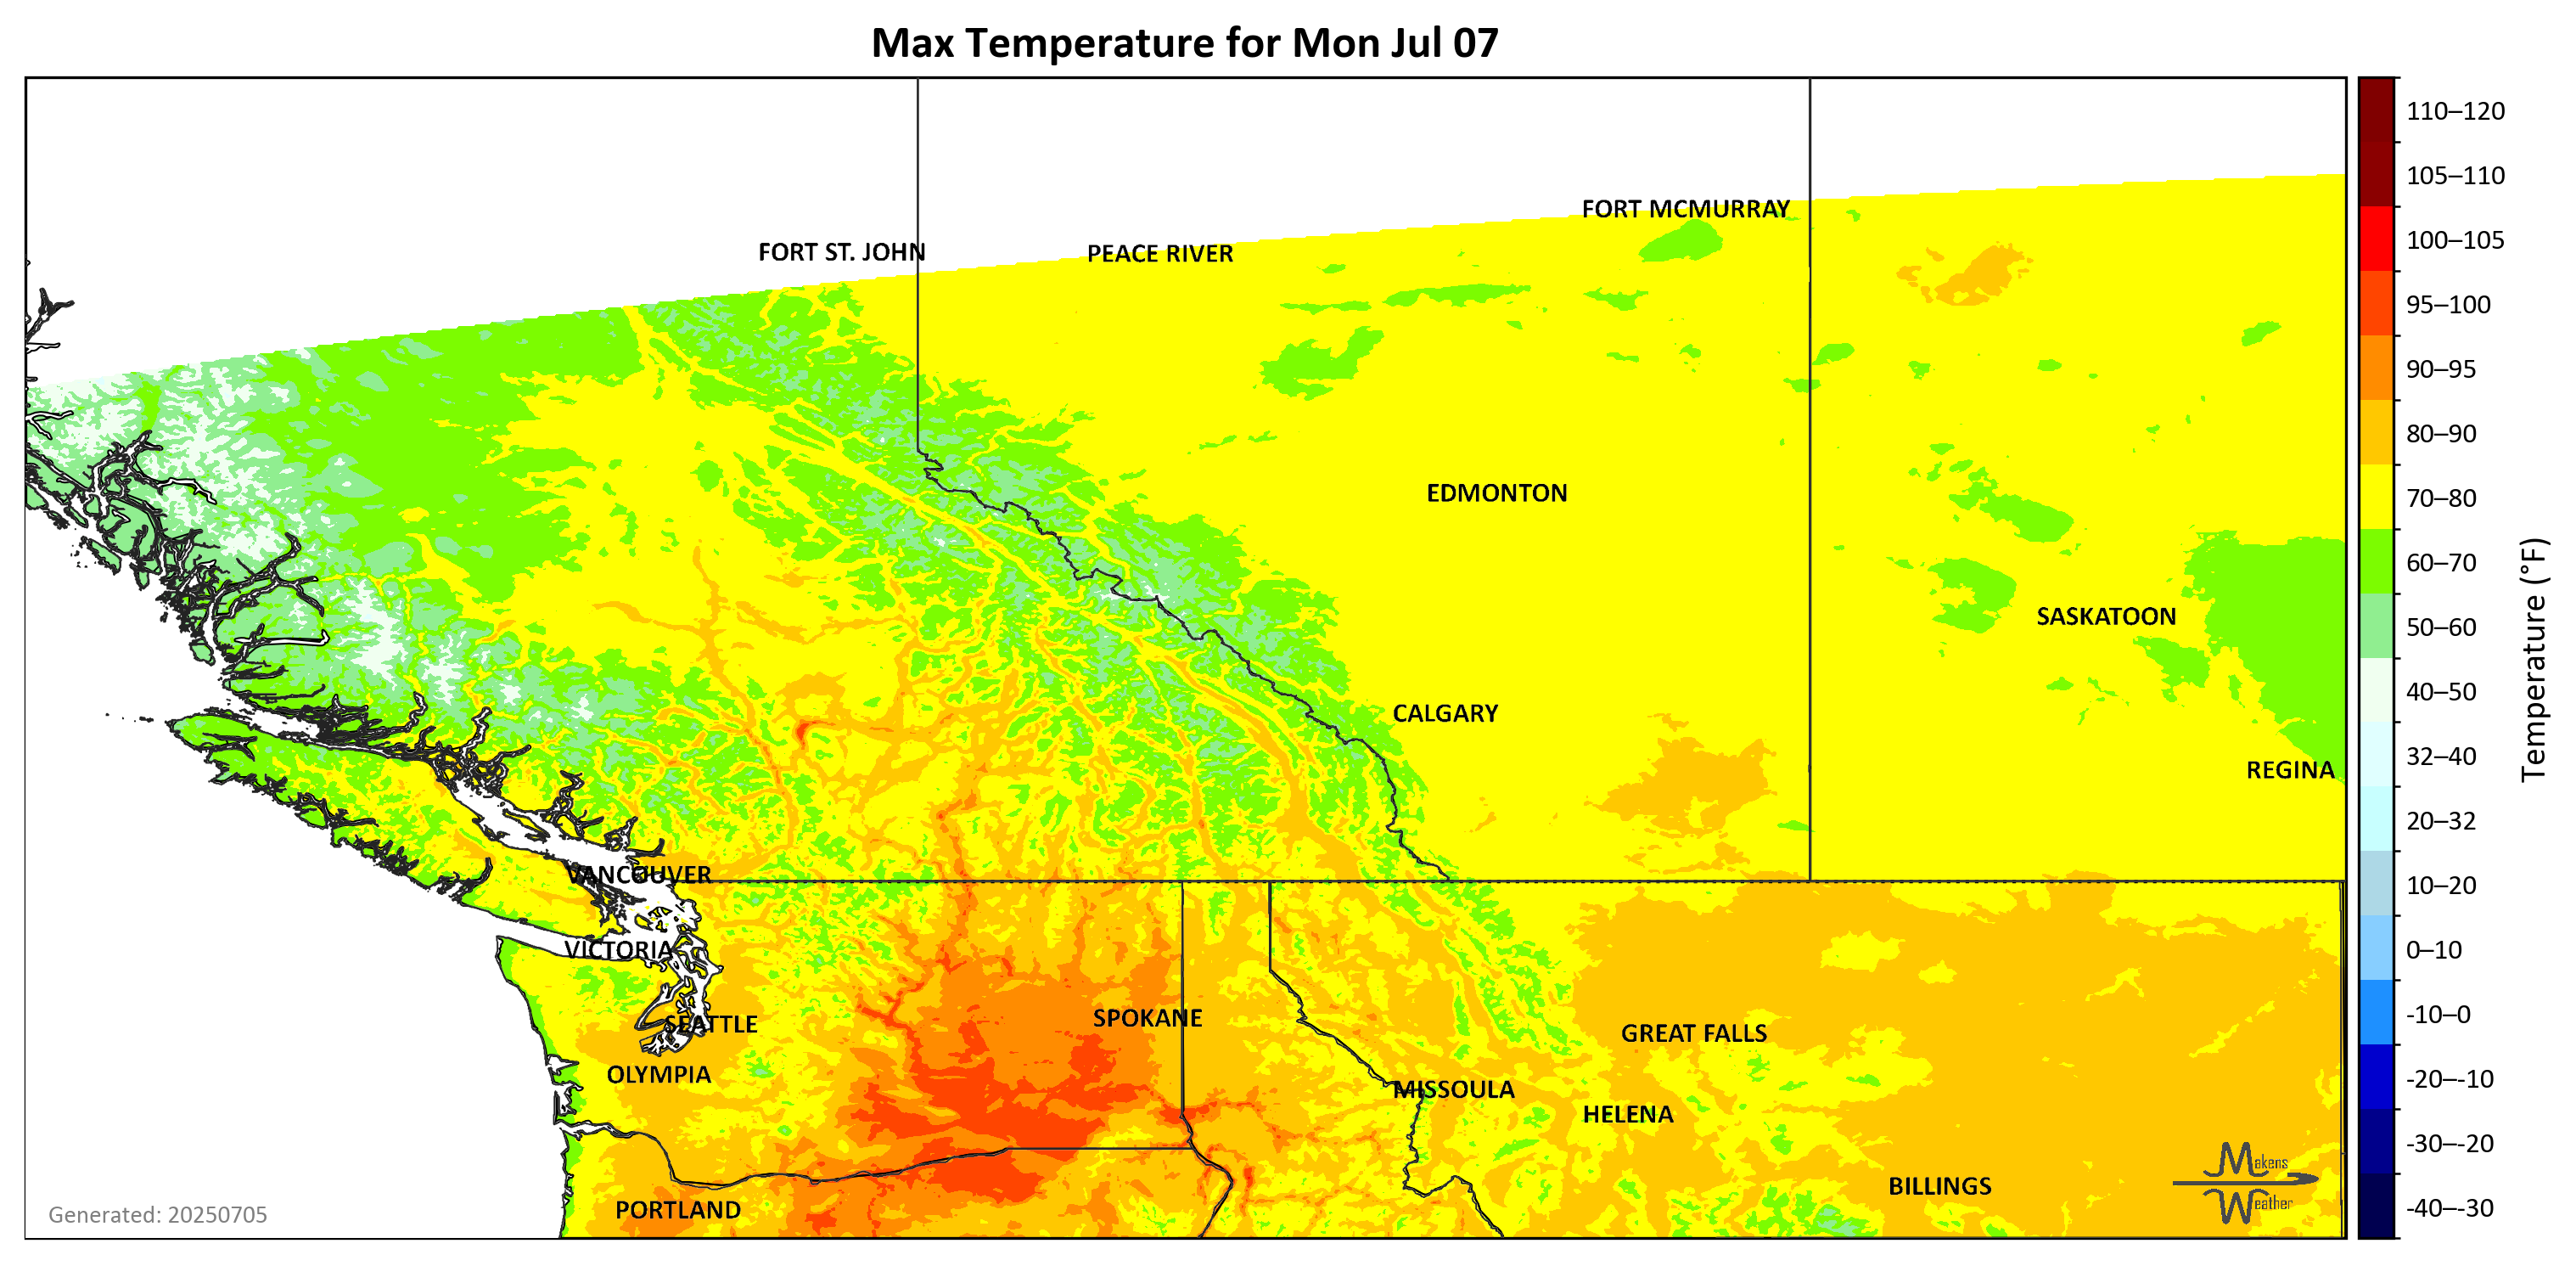 Max Temperature for Mon Jul 07
110–120
105–110
FORT MCMURRAY
100–105
FORT ST. JOHN
PEACE RIVER
95–100
90–95
80–90
EDMONTON
70–80
60–70
SASKATOON
50–60
Temperature (°F)
40–50
CALGARY
32–40
REGINA
20–32
VANCOUVER
10–20
VICTORIA
0–10
SEATTLE
SPOKANE
GREAT FALLS
-10–0
OLYMPIA
MISSOULA
-20–-10
HELENA
-30–-20
Makens
Weather
BILLINGS
PORTLAND
-40–-30
Generated: 20250705